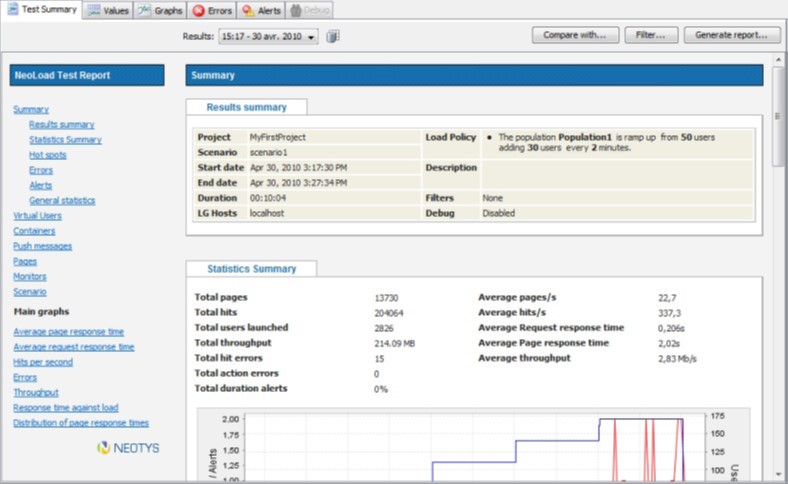 Test Summary Values Graphs Errors Alerts Debug
Results: 15:17 - 30 avr. 2010 Compare with... Filter... Generate report...
NeoLoad Test Report
Summary
Results summary
Statistics Summary
Hot spots
Errors
Alerts
General statistics
Virtual Users
Containers
Push messages
Pages
Monitors
Scenario
Main graphs
Average page response time
Average request response time
Hits per second
Errors
Throughput
Response time against load
Distribution of page response times
NEOTYS
Summary
Results summary
Project MyFirstProject Load Policy • The population Population1 is ramp up from 50 users
adding 30 users every 2 minutes.
Scenario scenario1
Start date Apr 30, 2010 3:17:30 PM Description
End date Apr 30, 2010 3:27:34 PM
Duration 00:10:04 Filters None
LG Hosts localhost Debug Disabled
Statistics Summary
Total pages 13730 Average pages/s 22,7
Total hits 204064 Average hits/s 337,3
Total users launched 2826 Average Request response time 0,206s
Total throughput 214.09 MB Average Page response time 2,02s
Total hit errors 15 Average throughput 2,83 Mb/s
Total action errors 0
Total duration alerts 0%
2,00 175
1,75 150
1,50 125
1,25 100
1,00
/ Alerts
Use